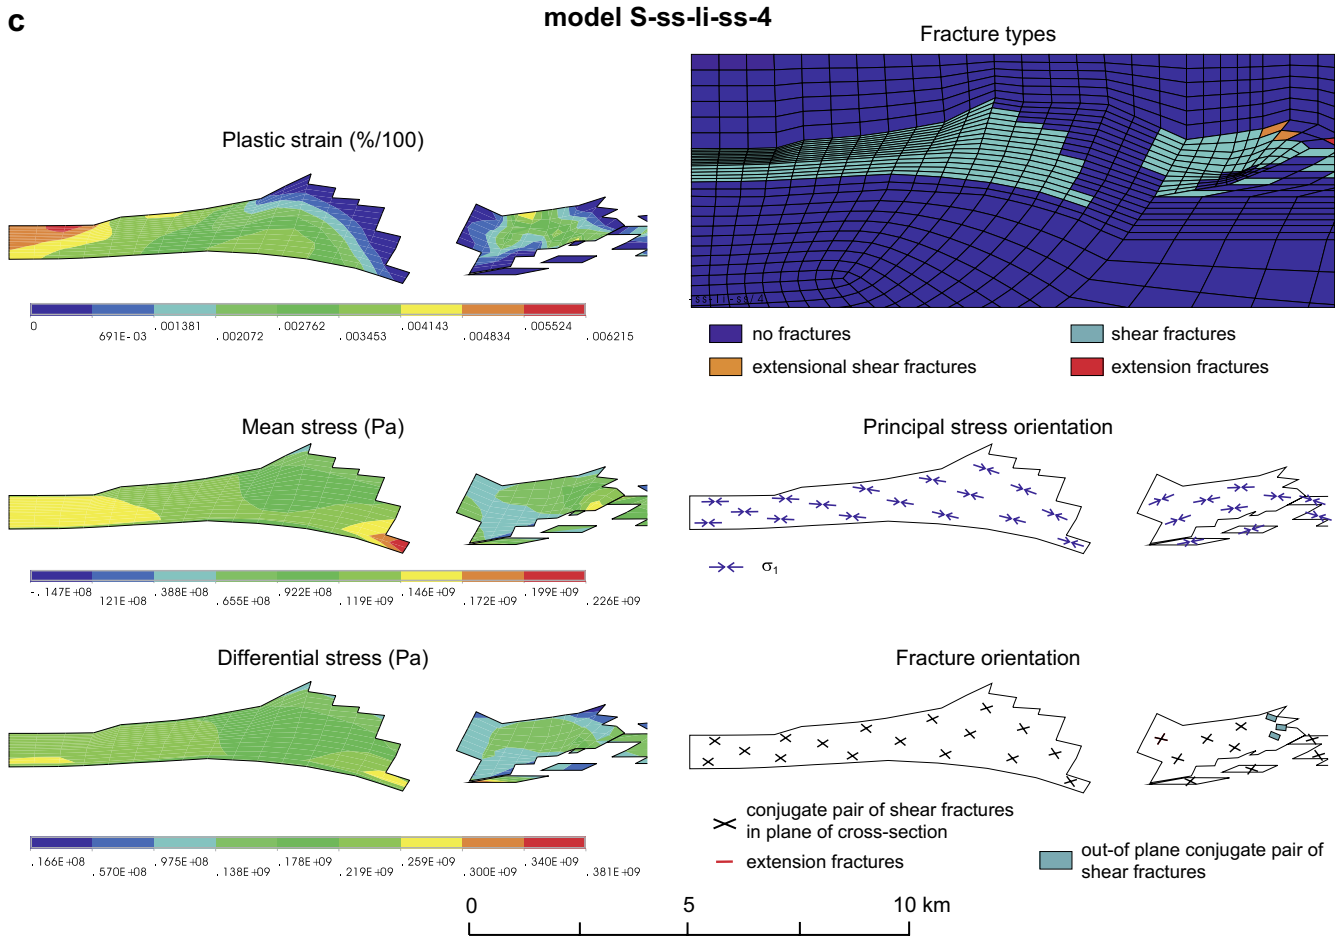 c
model S-ss-li-ss-4
Fracture types
Plastic strain (%/100)
0
691E-03
.001381
.002072
.002762
.003453
.004143
.004834
.005524
.006215
-ss-li-ss/4
no fractures
shear fractures
extensional shear fractures
extension fractures
Mean stress (Pa)
-.147E+08
121E+08
.388E+08
.655E+08
.922E+08
.119E+09
.146E+09
.172E+09
.199E+09
.226E+09
Principal stress orientation
σ1
Differential stress (Pa)
.166E+08
.570E+08
.975E+08
.138E+09
.178E+09
.219E+09
.259E+09
.300E+09
.340E+09
.381E+09
Fracture orientation
conjugate pair of shear fractures
in plane of cross-section
extension fractures
out-of plane conjugate pair of
shear fractures
0
5
10 km